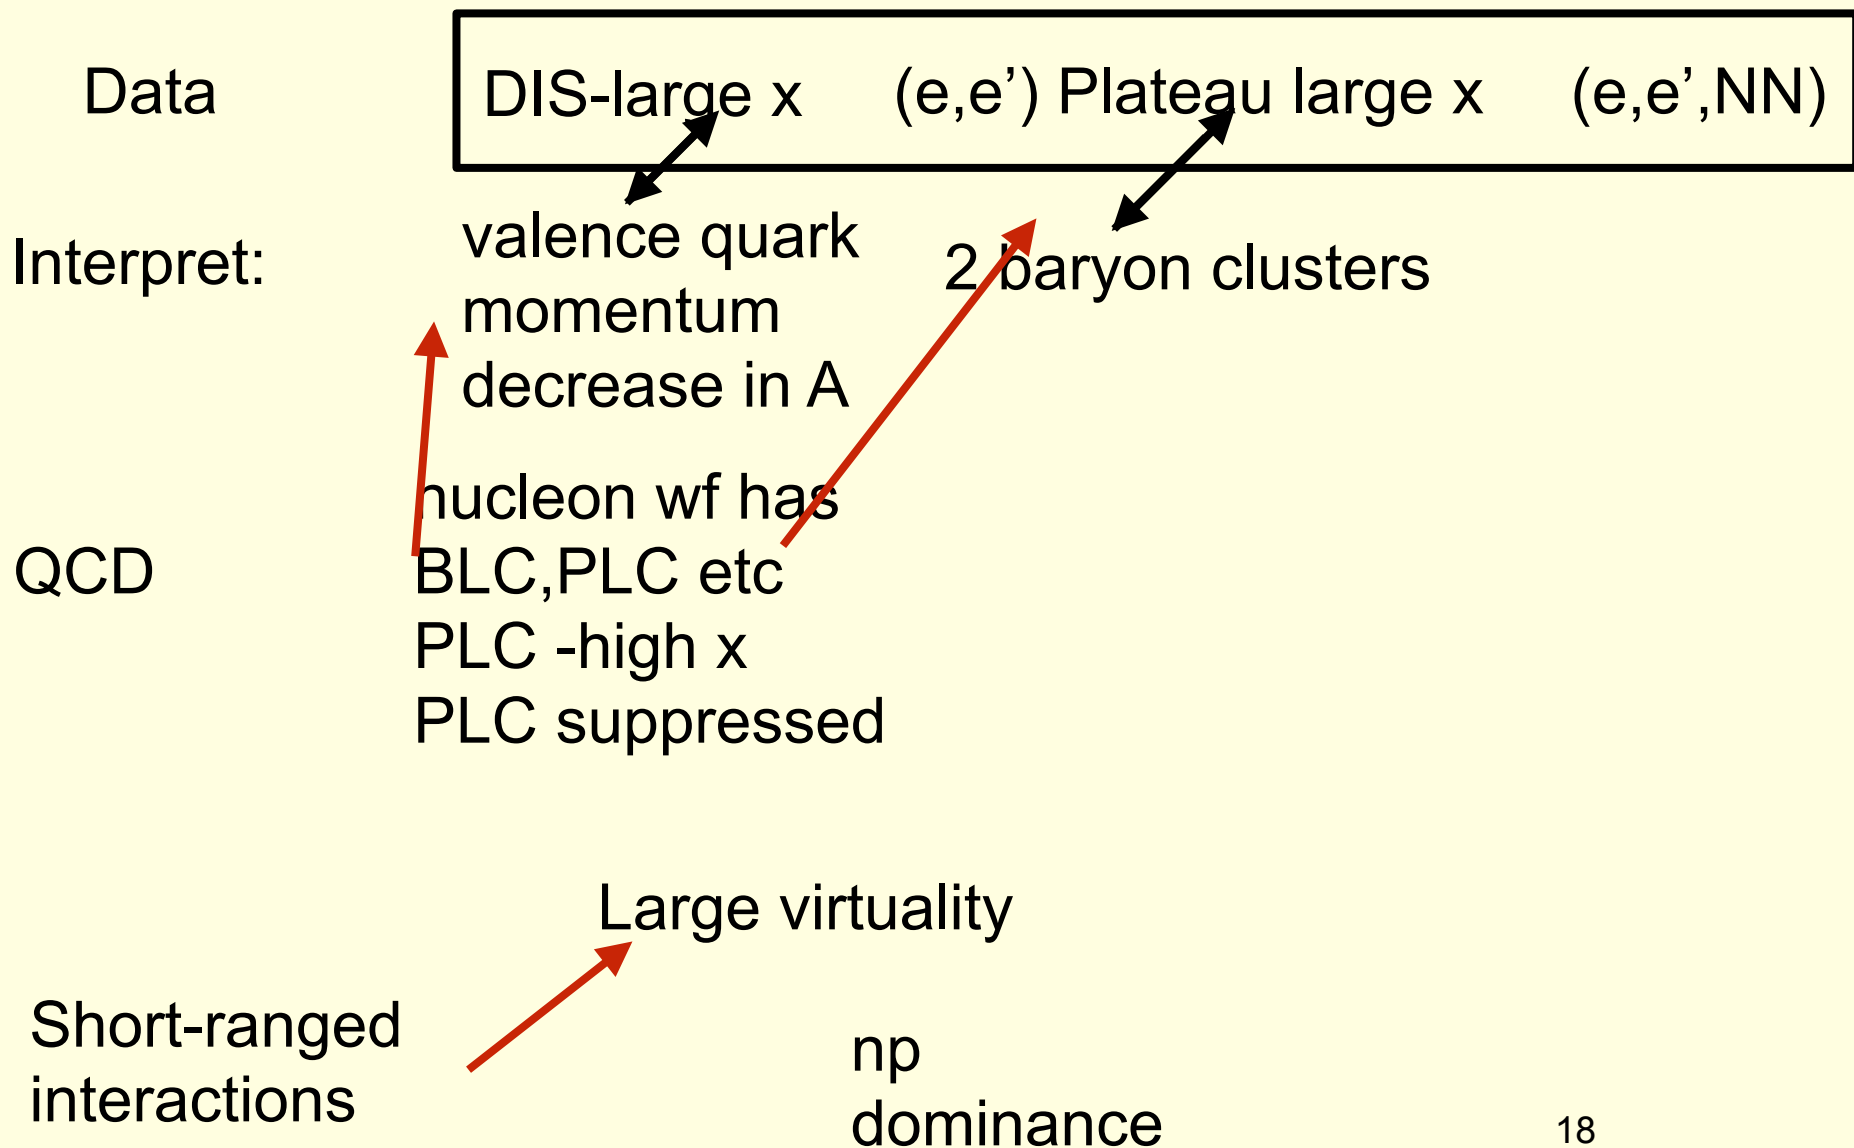 Data
DIS-large x (e,e’) Plateau large x (e,e’,NN)
Interpret:
valence quark
momentum
decrease in A
2 baryon clusters
QCD
nucleon wf has
BLC,PLC etc
PLC -high x
PLC suppressed
Large virtuality
Short-ranged
interactions
np
dominance
18